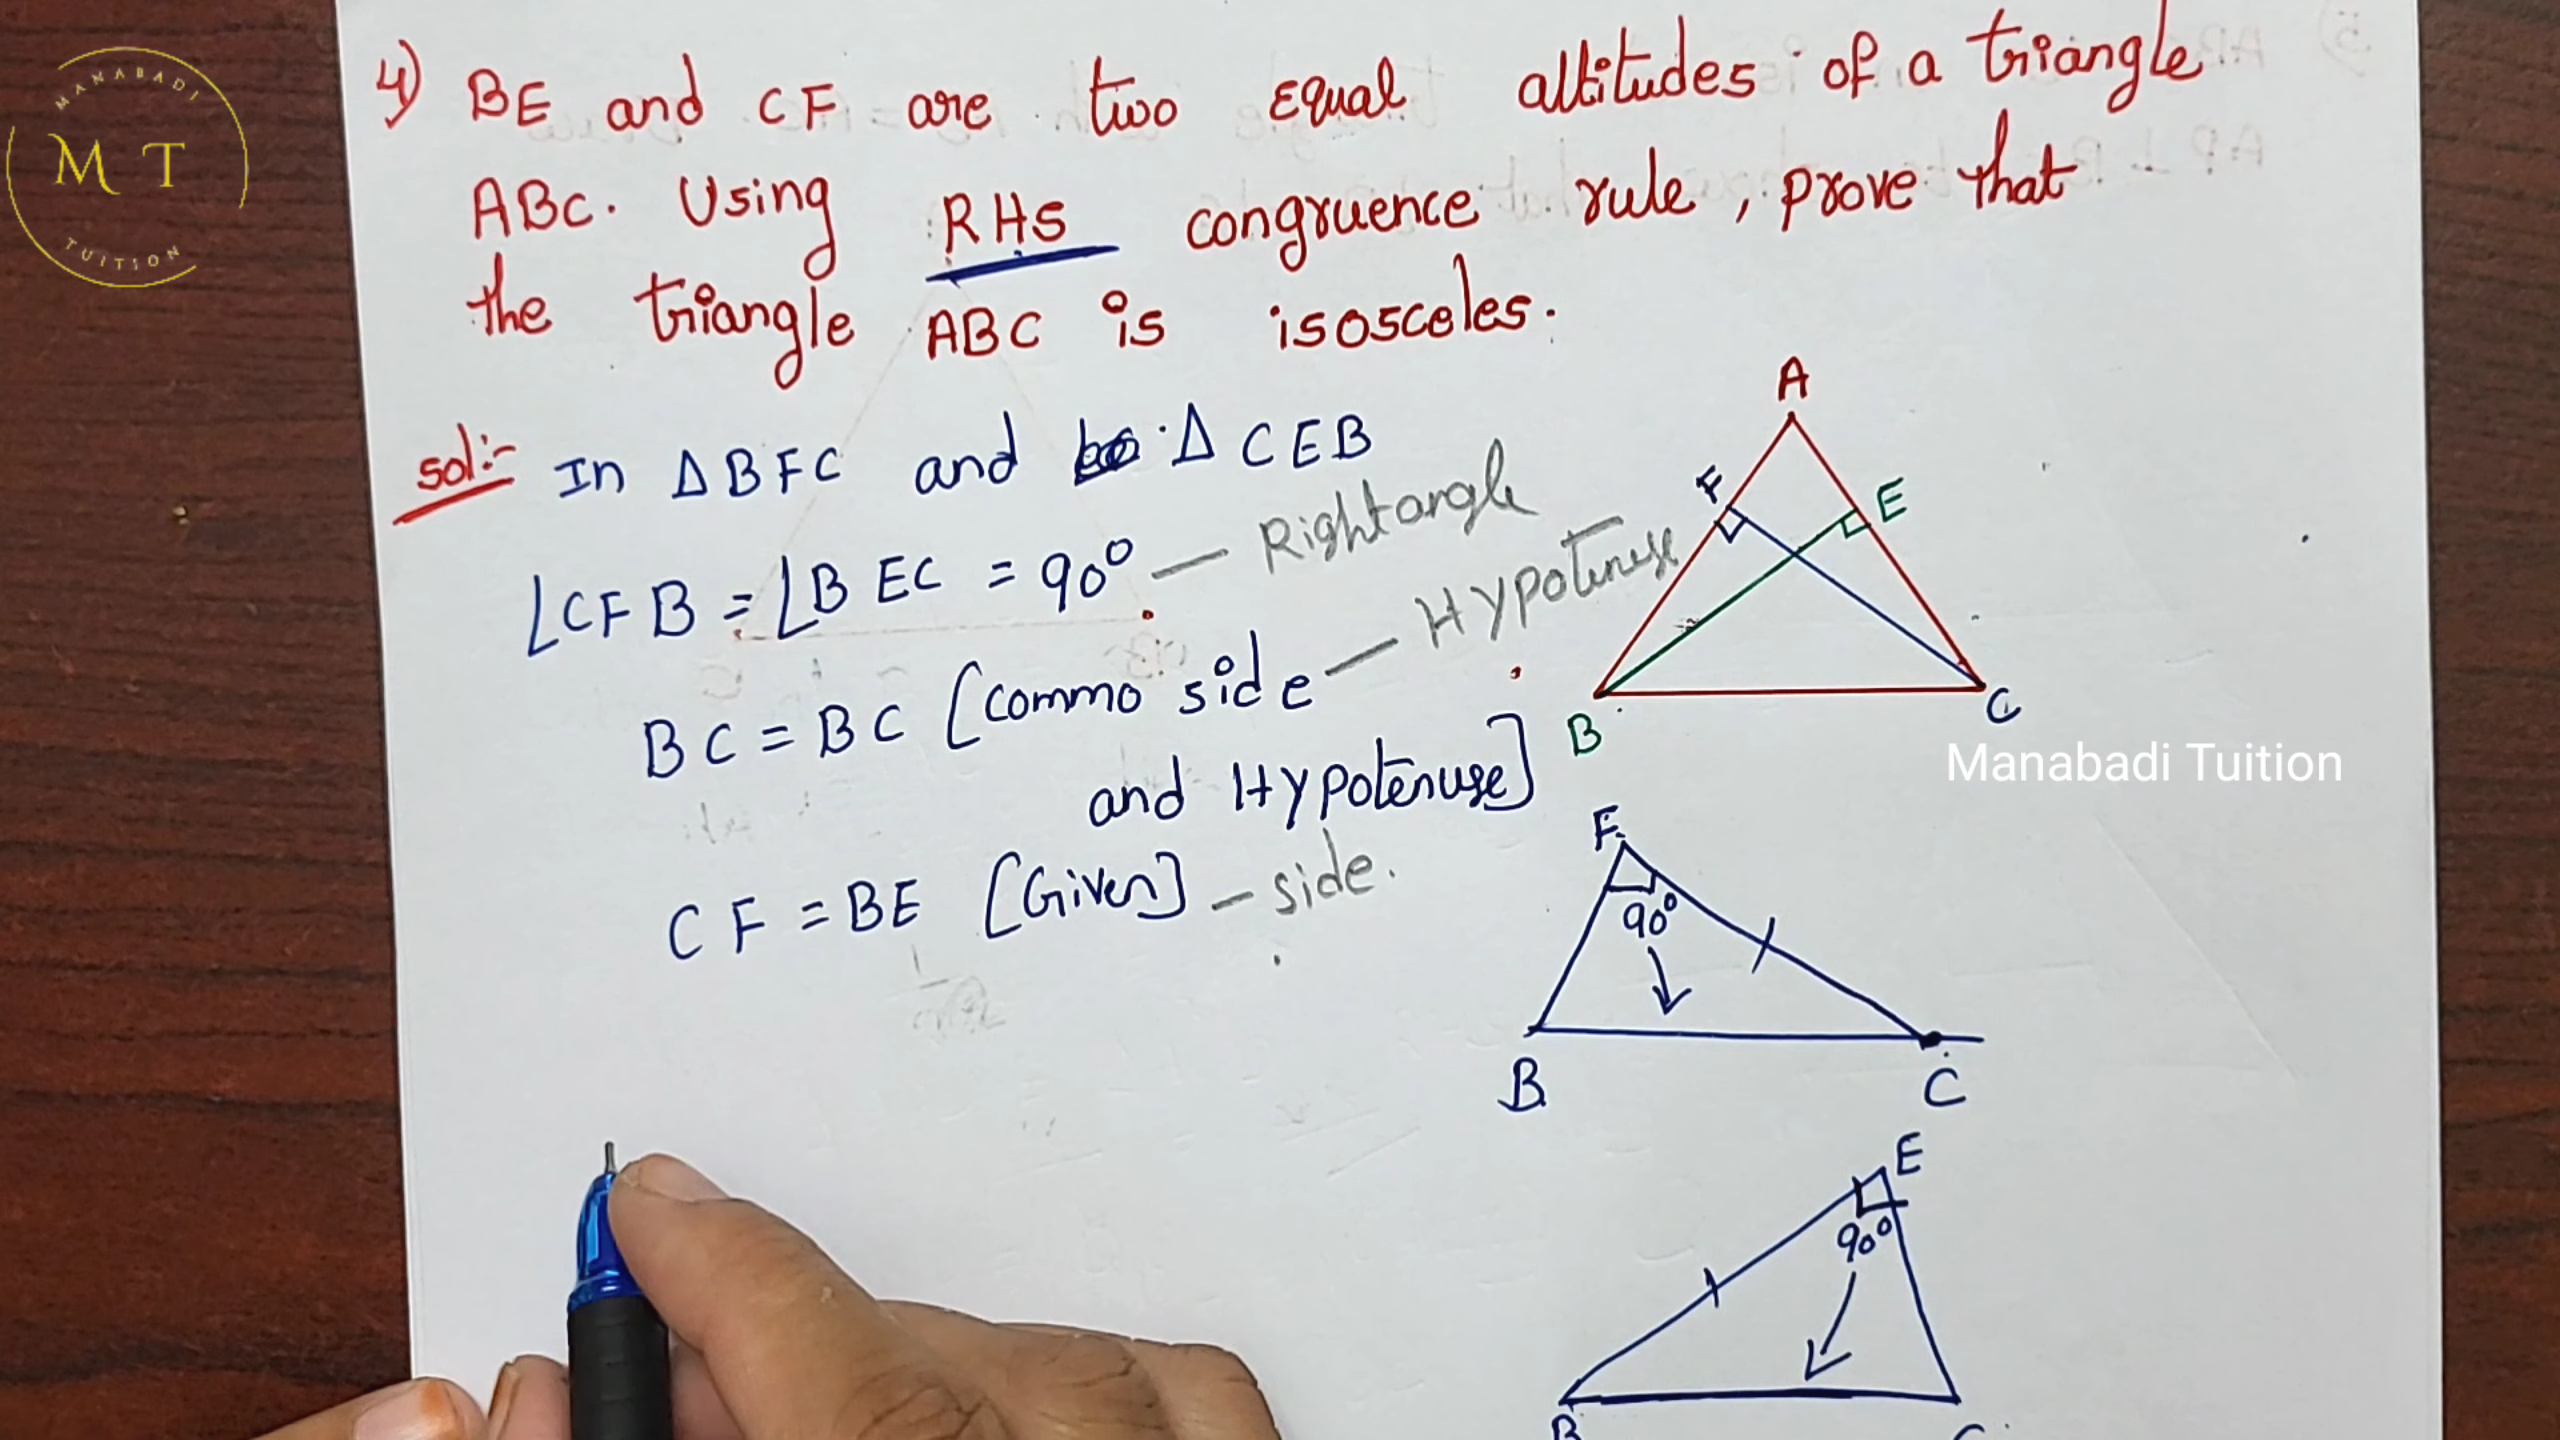 MANABADI
M T
TUITION
4) BE and CF are two Equal altitudes of a triangle
ABC. Using RHS congruence rule, prove that
the triangle ABC is isosceles.
sol:- In Δ BFC and Δ CEB
∠CFB = ∠BEC = 90° — Right angle
BC = BC [commo side — Hypotenuse
and Hypotenuse]
CF = BE [Given] — side.
A
F
E
B
C
Manabadi Tuition
F
90°
B
C
E
90°
B
C